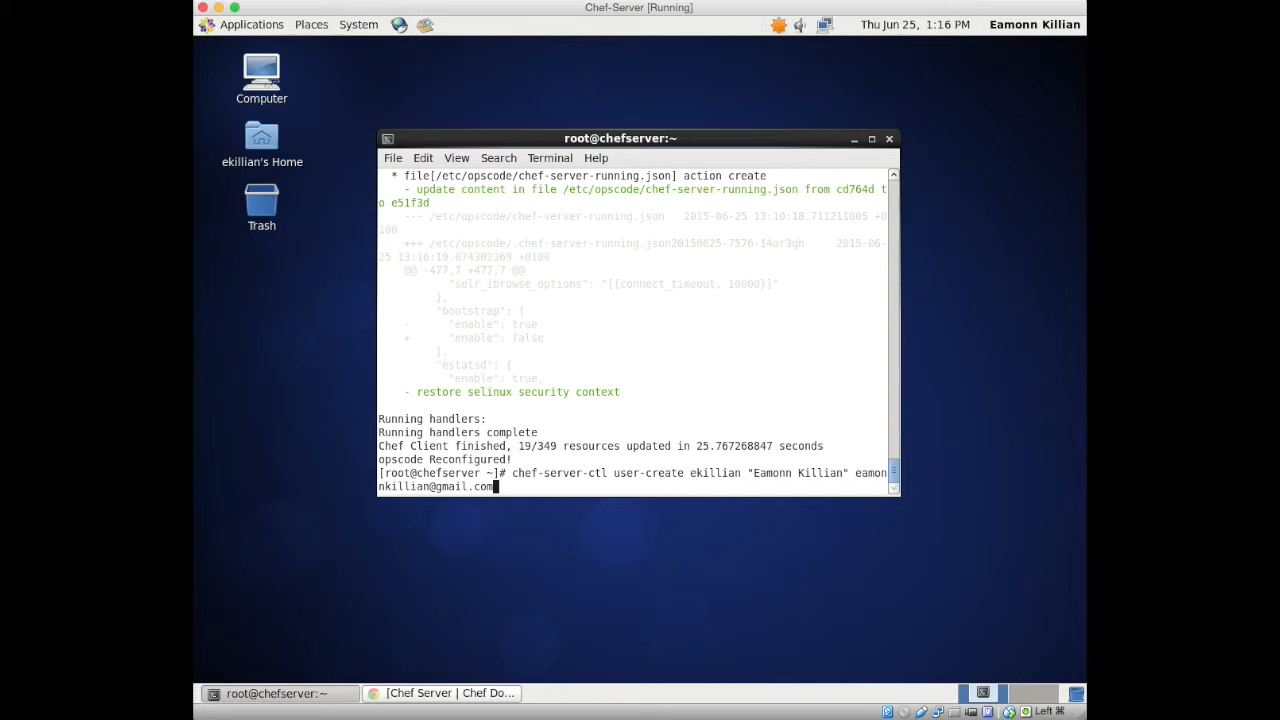 Chef-Server [Running]
Applications Places System Thu Jun 25, 1:16 PM Eamonn Killian
Computer
ekillian's Home
Trash
root@chefserver:~
File Edit View Search Terminal Help
* file[/etc/opscode/chef-server-running.json] action create
- update content in file /etc/opscode/chef-server-running.json from cd764d t
o e51f3d
--- /etc/opscode/chef-server-running.json 2015-06-25 13:10:18.711211005 +0
100
+++ /etc/opscode/.chef-server-running.json20150625-7576-14or3gh 2015-06-
25 13:16:19.074302369 +0100
@@ -477,7 +477,7 @@
"solr_ibrowse_options": "[{connect_timeout, 10000}]"
},
"bootstrap": {
- "enable": true
+ "enable": false
},
"estatsd": {
"enable": true,
- restore selinux security context
Running handlers:
Running handlers complete
Chef Client finished, 19/349 resources updated in 25.767268847 seconds
opscode Reconfigured!
[root@chefserver ~]# chef-server-ctl user-create ekillian "Eamonn Killian" eamon
nkillian@gmail.com
root@chefserver:~ [Chef Server | Chef Do...
Left ⌘